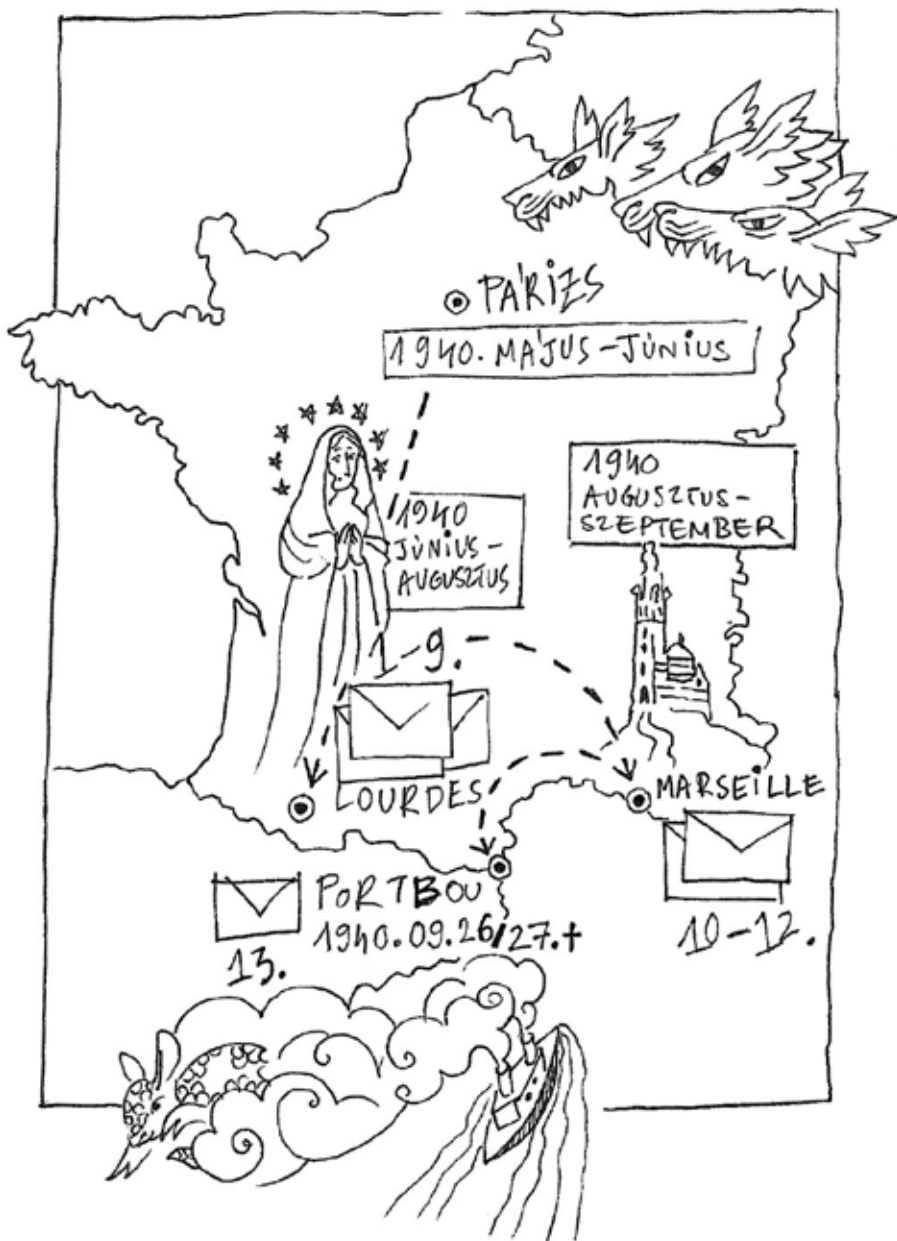 PÁRIZS
1940. MÁJUS-JÚNIUS
1940
JÚNIUS-
AUGUSZTUS
1940
AUGUSZTUS-
SZEPTEMBER
9.
LOURDES
MARSEILLE
10-12.
PORTBOU
1940.09.26/27.+
13.